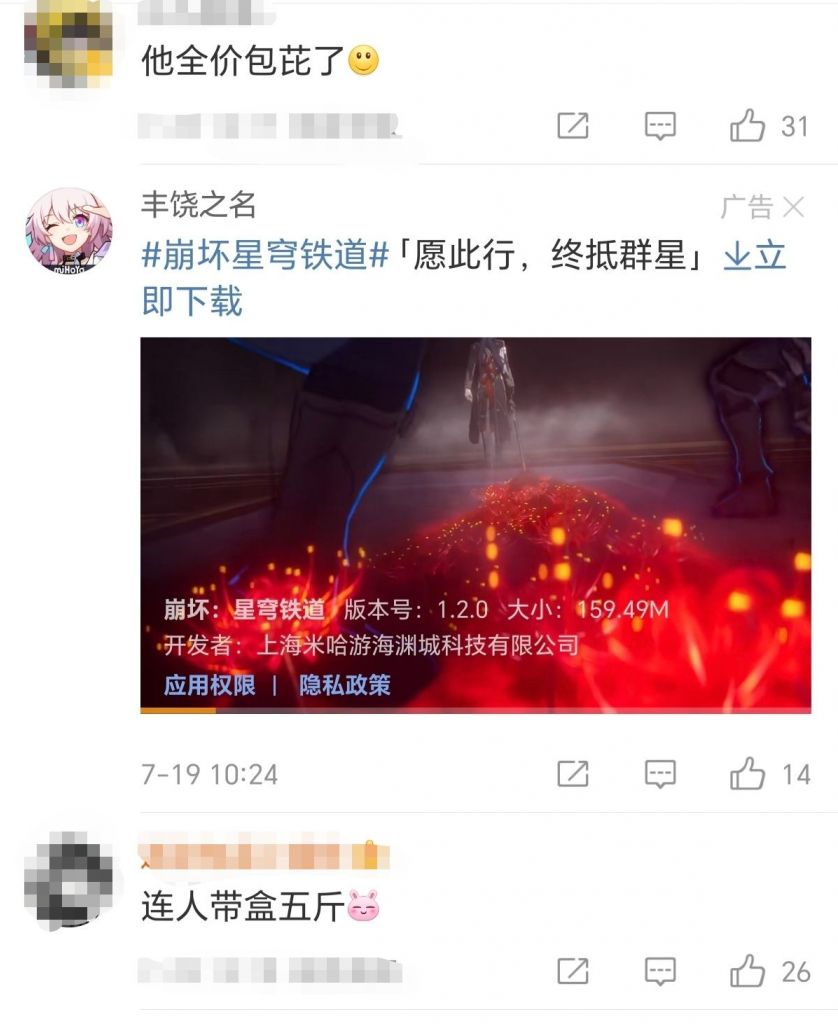 他全价包芘了
31
丰饶之名
广告
#崩坏星穹铁道#「愿此行，终抵群星」 立
即下载
miHoYo
崩坏：星穹铁道 版本号：1.2.0 大小：159.49M
开发者：上海米哈游海渊城科技有限公司
应用权限 | 隐私政策
7-19 10:24
14
连人带盒五斤
26